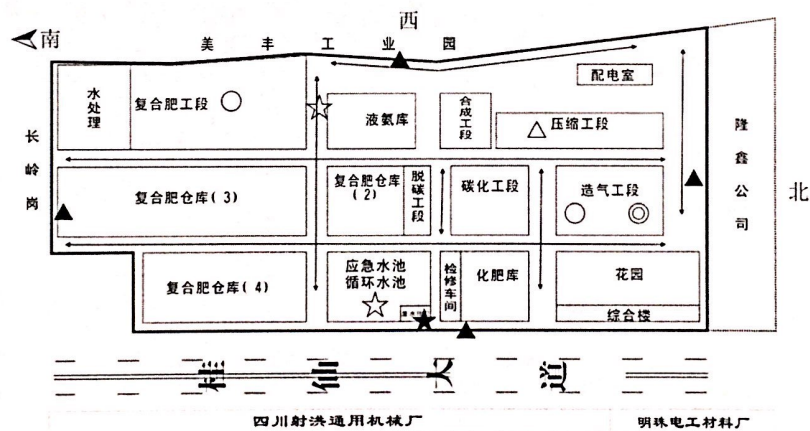 西
南
美丰工业园
配电室
水处理
复合肥工段
液氨库
合成工段
压缩工段
长岭岗
隆鑫公司
北
复合肥仓库(3)
复合肥仓库
(2)
脱碳工段
碳化工段
造气工段
复合肥仓库(4)
应急水池
循环水池
检修车间
化肥库
花园
综合楼
大道
四川射洪通用机械厂
明珠电工材料厂